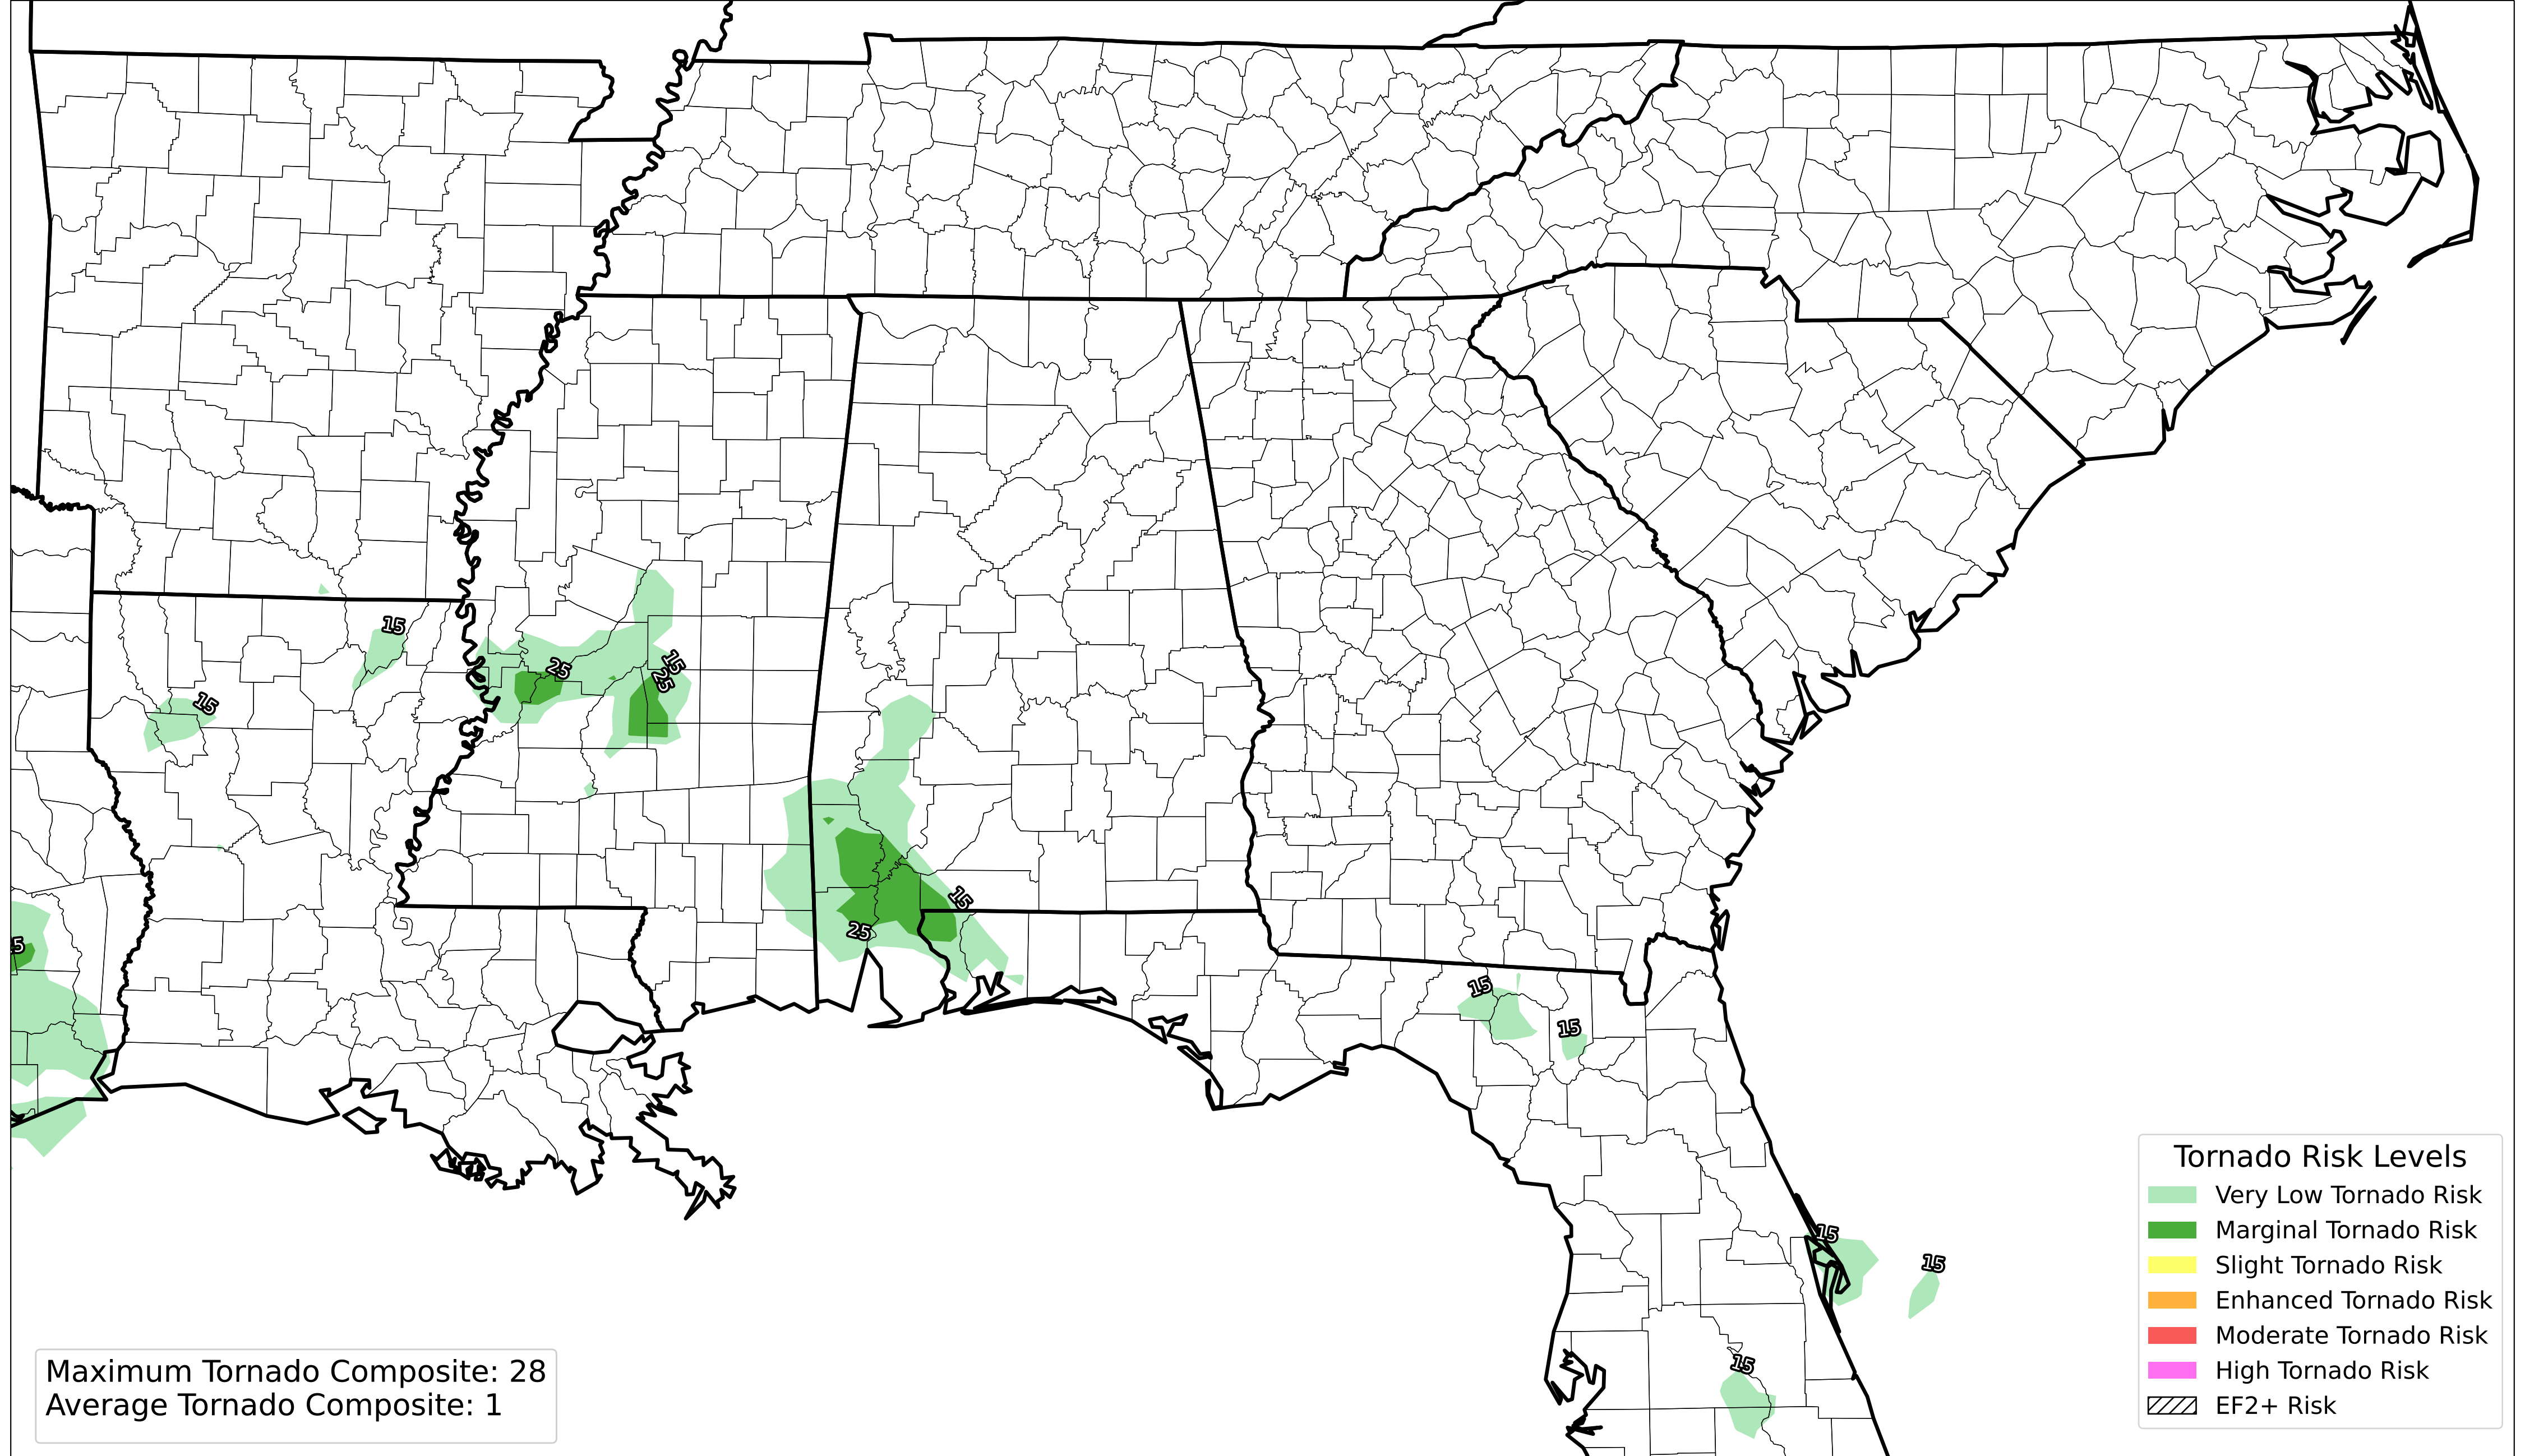 15
15
25
15
25
15
25
5
15
15
15
15
15
Tornado Risk Levels
Very Low Tornado Risk
Marginal Tornado Risk
Slight Tornado Risk
Enhanced Tornado Risk
Moderate Tornado Risk
High Tornado Risk
EF2+ Risk
Maximum Tornado Composite: 28
Average Tornado Composite: 1